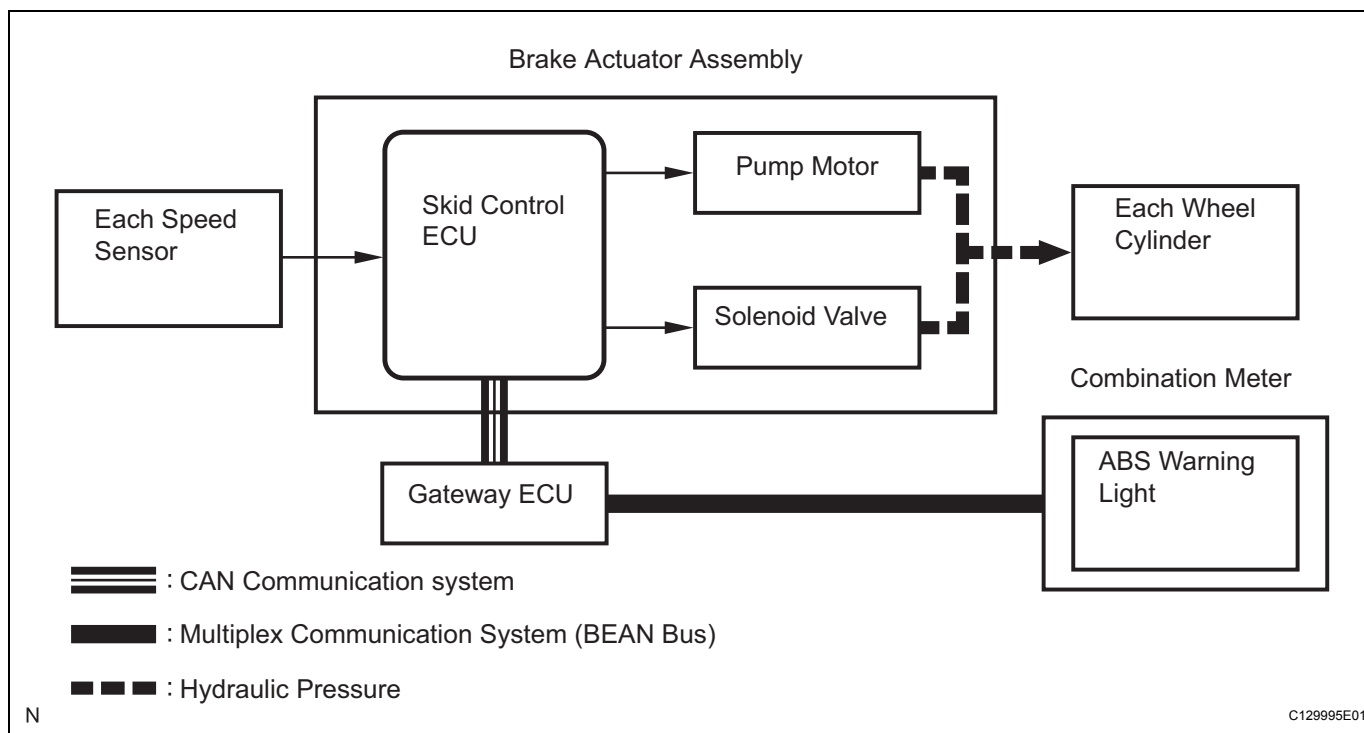 Brake Actuator Assembly
Each Speed
Sensor
Skid Control
ECU
Pump Motor
Solenoid Valve
Each Wheel
Cylinder
Combination Meter
ABS Warning
Light
Gateway ECU
: CAN Communication system
: Multiplex Communication System (BEAN Bus)
: Hydraulic Pressure
N
C129995E01